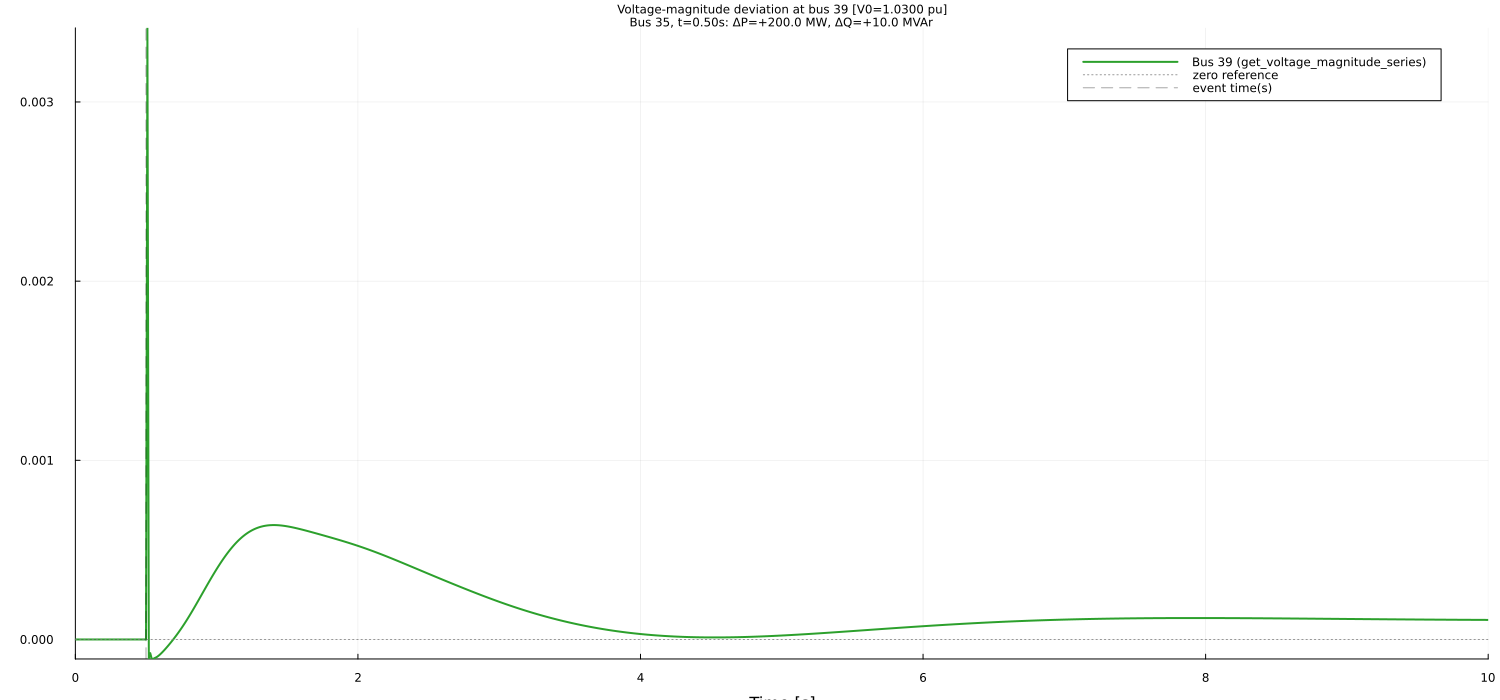 Voltage-magnitude deviation at bus 39 [V0=1.0300 pu]
Bus 35, t=0.50s: ΔP=+200.0 MW, ΔQ=+10.0 MVAr
Bus 39 (get_voltage_magnitude_series)
zero reference
event time(s)
0.003
0.002
0.001
0.000
0 2 4 6 8 10
Time [s]